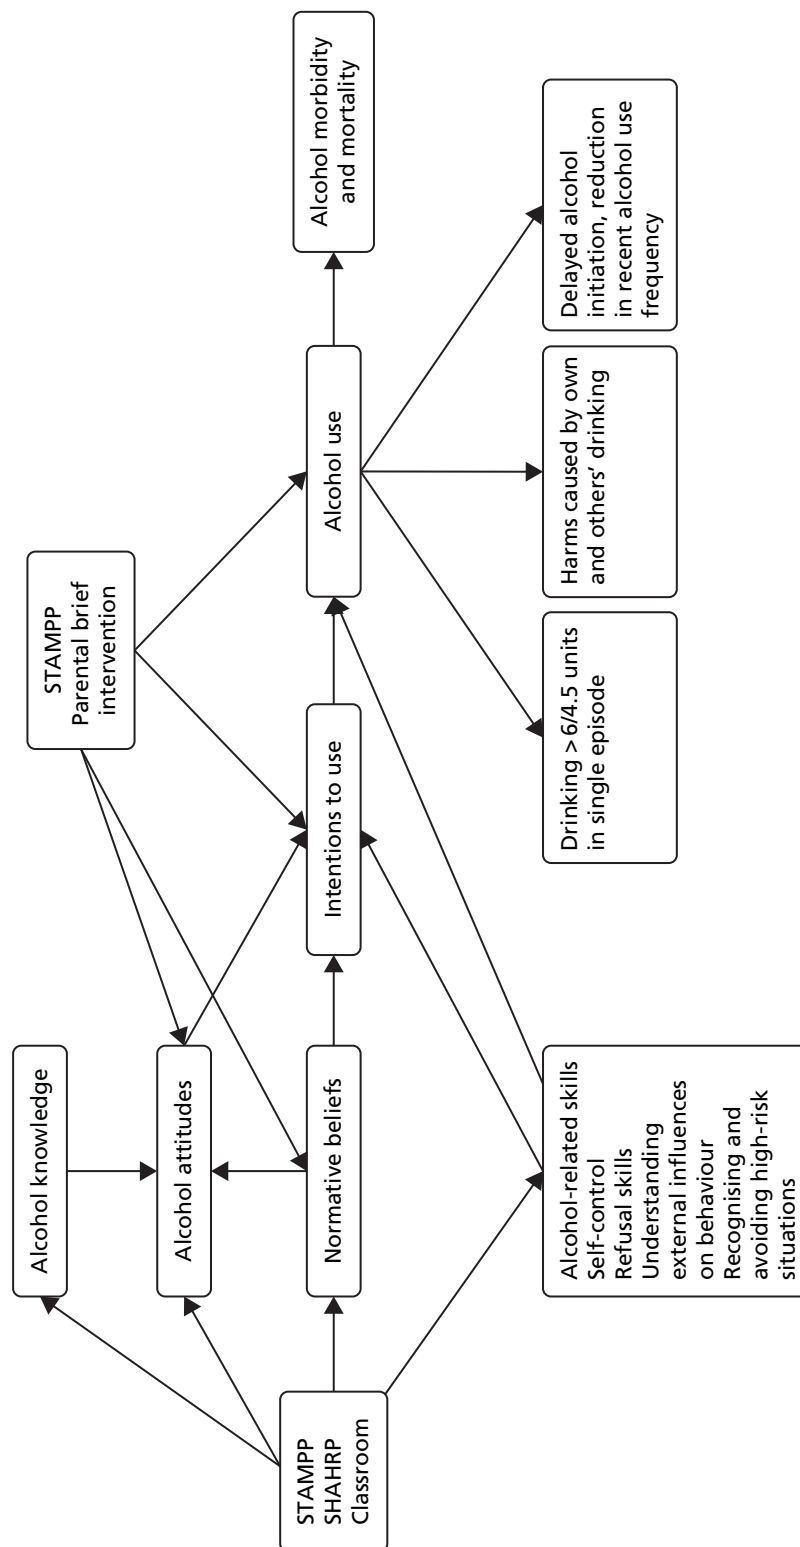 STAMPP
SHAHRP
Classroom
Alcohol knowledge
Alcohol attitudes
Normative beliefs
Alcohol-related skills
Self-control
Refusal skills
Understanding
external influences
on behaviour
Recognising and
avoiding high-risk
situations
STAMPP
Parental brief
intervention
Intentions to use
Alcohol use
Alcohol morbidity
and mortality
Drinking > 6/4.5 units
in single episode
Harms caused by own
and others’ drinking
Delayed alcohol
initiation, reduction
in recent alcohol use
frequency